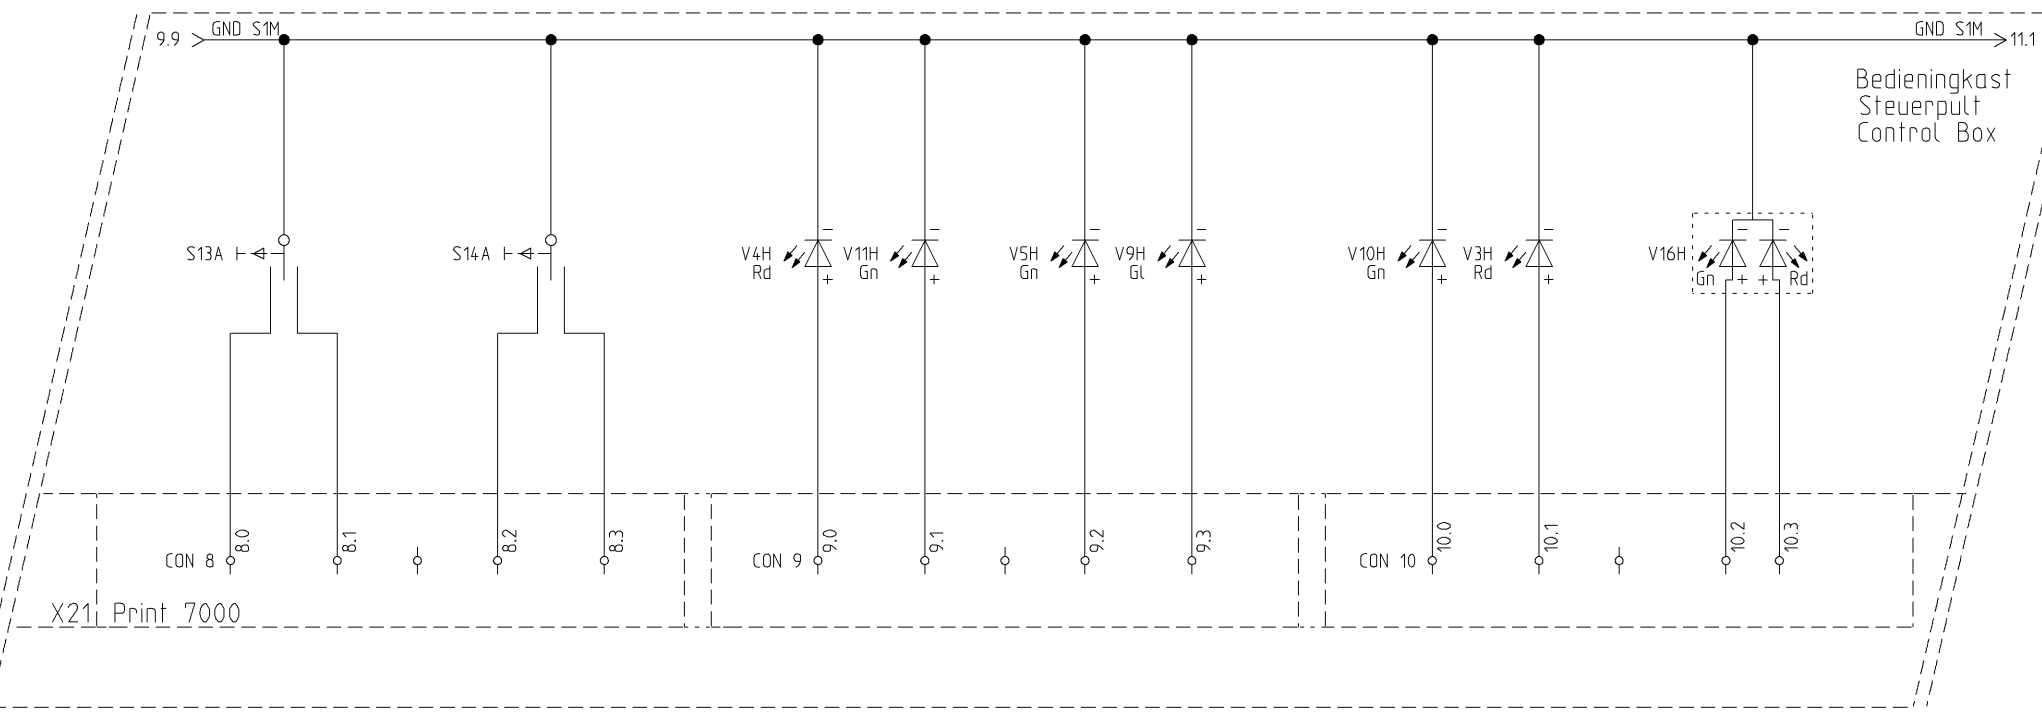 9.9 GND S1M GND S1M 11.1
Bedieningkast
Steuerpult
Control Box
S13A S14A V4H V11H V5H V9H V10H V3H V16H
Rd Gn Gn Gl Gn Rd Gn Rd
− − − − − − − −
+ + + + + + + +
8.0 8.1 8.2 8.3 9.0 9.1 9.2 9.3 10.0 10.1 10.2 10.3
CON 8 CON 9 CON 10
X21 Print 7000